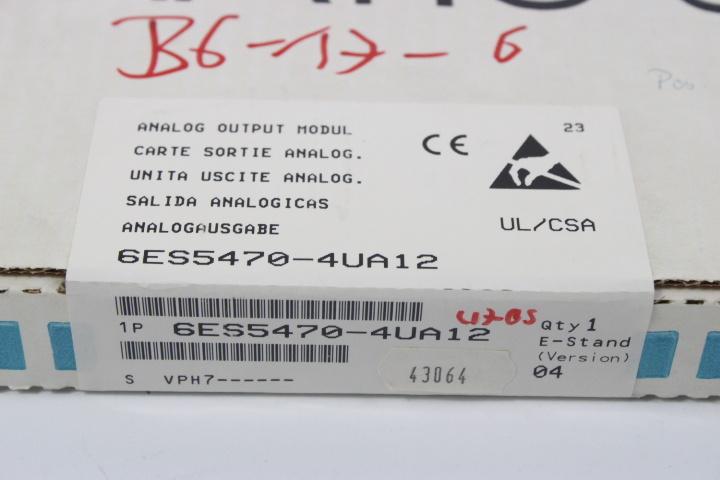 B6-17-6
Pos
ANALOG OUTPUT MODUL
CARTE SORTIE ANALOG.
UNITA USCITE ANALOG.
SALIDA ANALOGICAS
ANALOGAUSGABE
6ES5470-4UA12
CE
23
UL/CSA
1P 6ES5470-4UA12
Qty 1
E-Stand
(Version)
04
S VPH7------
43064